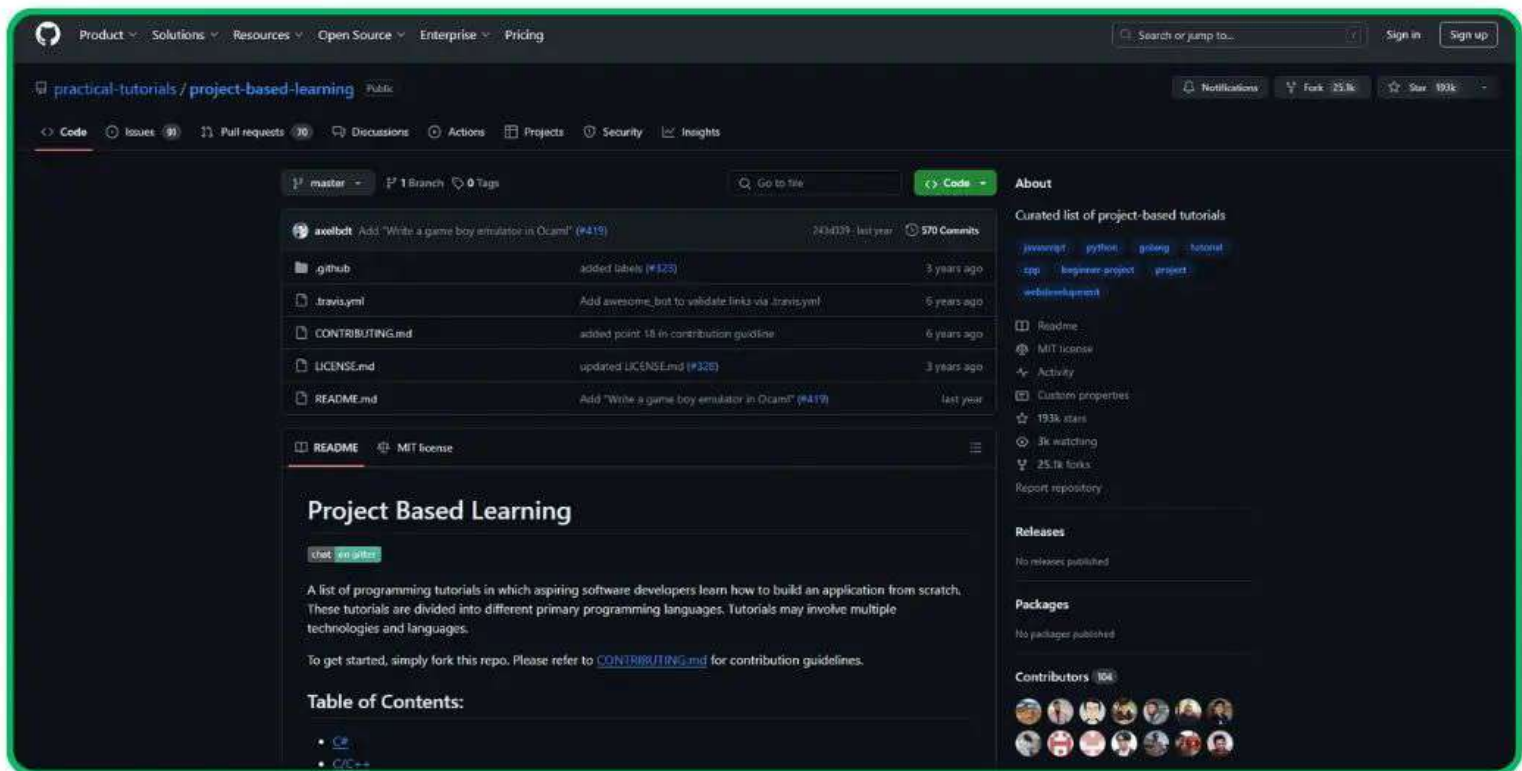 Product Solutions Resources Open Source Enterprise Pricing Search or jump to... / Sign in Sign up
practical-tutorials / project-based-learning Public Notifications Fork 25.1k Star 193k
Code Issues 91 Pull requests 70 Discussions Actions Projects Security Insights
master 1 Branch 0 Tags Go to file Code
axelbdt Add "Write a game boy emulator in Ocaml" (#419) last year 570 Commits
.github added labels (#323) 3 years ago
.travis.yml Add awesome_bot to validate links via .travis.yml 6 years ago
CONTRIBUTING.md added point 18 in contribution guidline 6 years ago
LICENSE.md updated LICENSE.md (#328) 3 years ago
README.md Add "Write a game boy emulator in Ocaml" (#419) last year
README MIT license
Project Based Learning
chat on gitter
A list of programming tutorials in which aspiring software developers learn how to build an application from scratch.
These tutorials are divided into different primary programming languages. Tutorials may involve multiple
technologies and languages.
To get started, simply fork this repo. Please refer to CONTRIBUTING.md for contribution guidelines.
Table of Contents:
C#
C/C++
About
Curated list of project-based tutorials
javascript python golang tutorial
cpp beginner-project project
webdevelopment
Readme
MIT license
Activity
Custom properties
193k stars
3k watching
25.1k forks
Report repository
Releases
No releases published
Packages
No packages published
Contributors 104